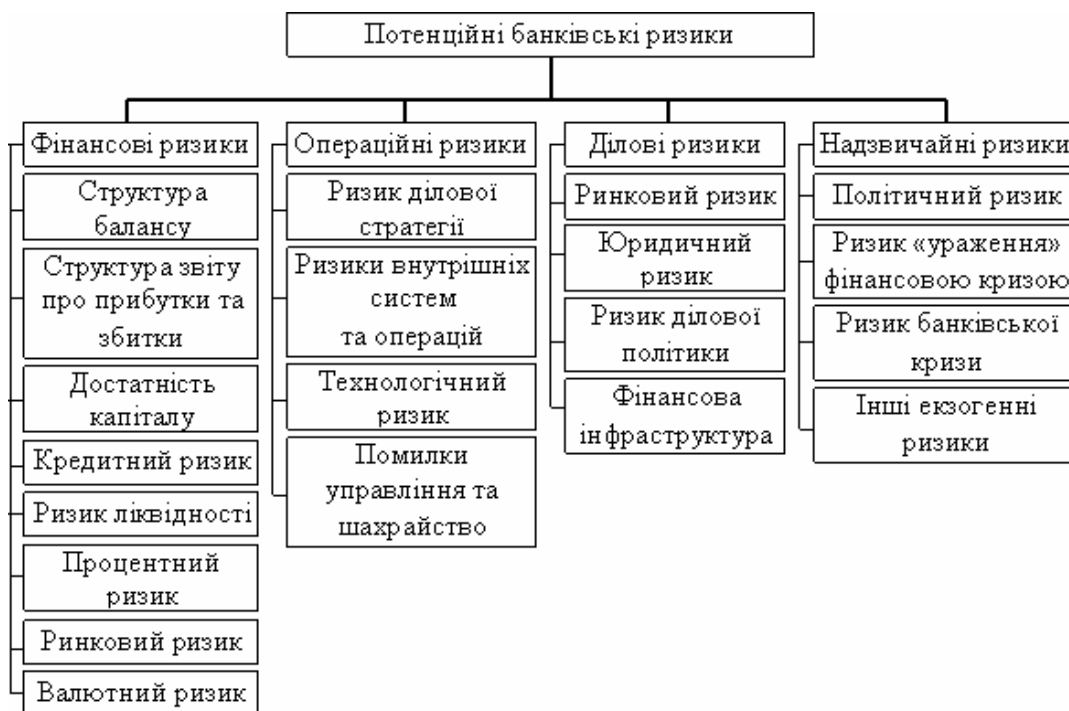 Потенційні банківські ризики
Фінансові ризики
Структура
балансу
Структура звіту
про прибутки та
збитки
Достатність
капіталу
Кредитний ризик
Ризик ліквідності
Процентний
ризик
Ринковий ризик
Валютний ризик
Операційні ризики
Ризик ділової
стратегії
Ризики внутрішніх
систем
та операцій
Технологічний
ризик
Помилки
управління та
шахрайство
Ділові ризики
Ринковий ризик
Юридичний
ризик
Ризик ділової
політики
Фінансова
інфраструктура
Надзвичайні ризики
Політичний ризик
Ризик «ураження»
фінансовою кризою
Ризик банківської
кризи
Інші екзогенні
ризики